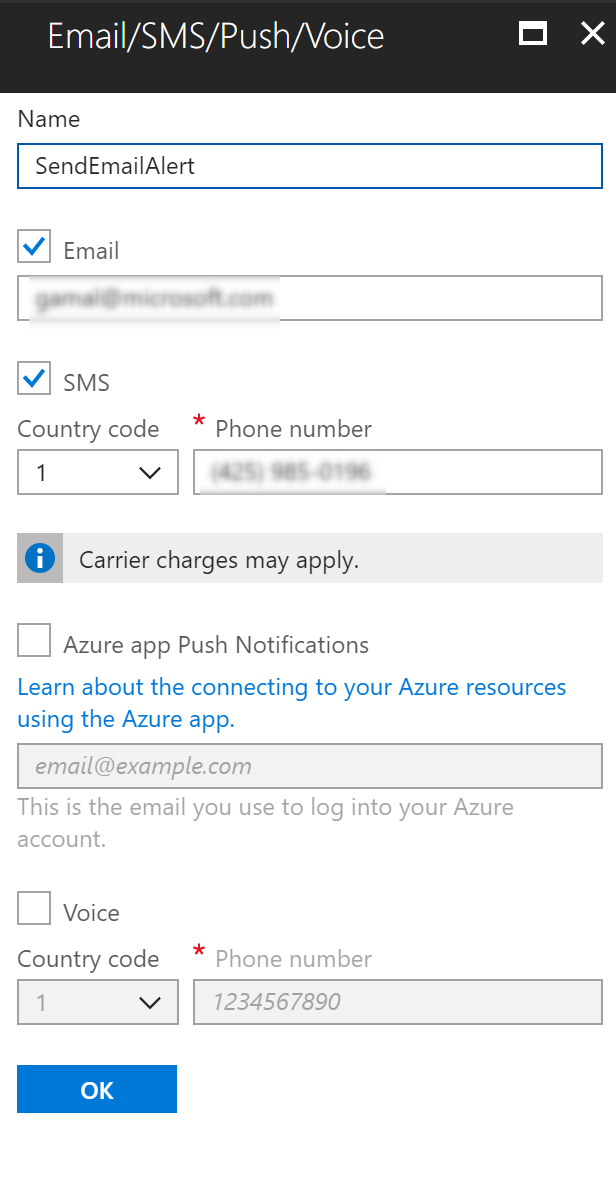 Email/SMS/Push/Voice
Name
SendEmailAlert
Email
SMS
Country code * Phone number
1
Carrier charges may apply.
Azure app Push Notifications
Learn about the connecting to your Azure resources
using the Azure app.
email@example.com
This is the email you use to log into your Azure
account.
Voice
Country code * Phone number
1 1234567890
OK